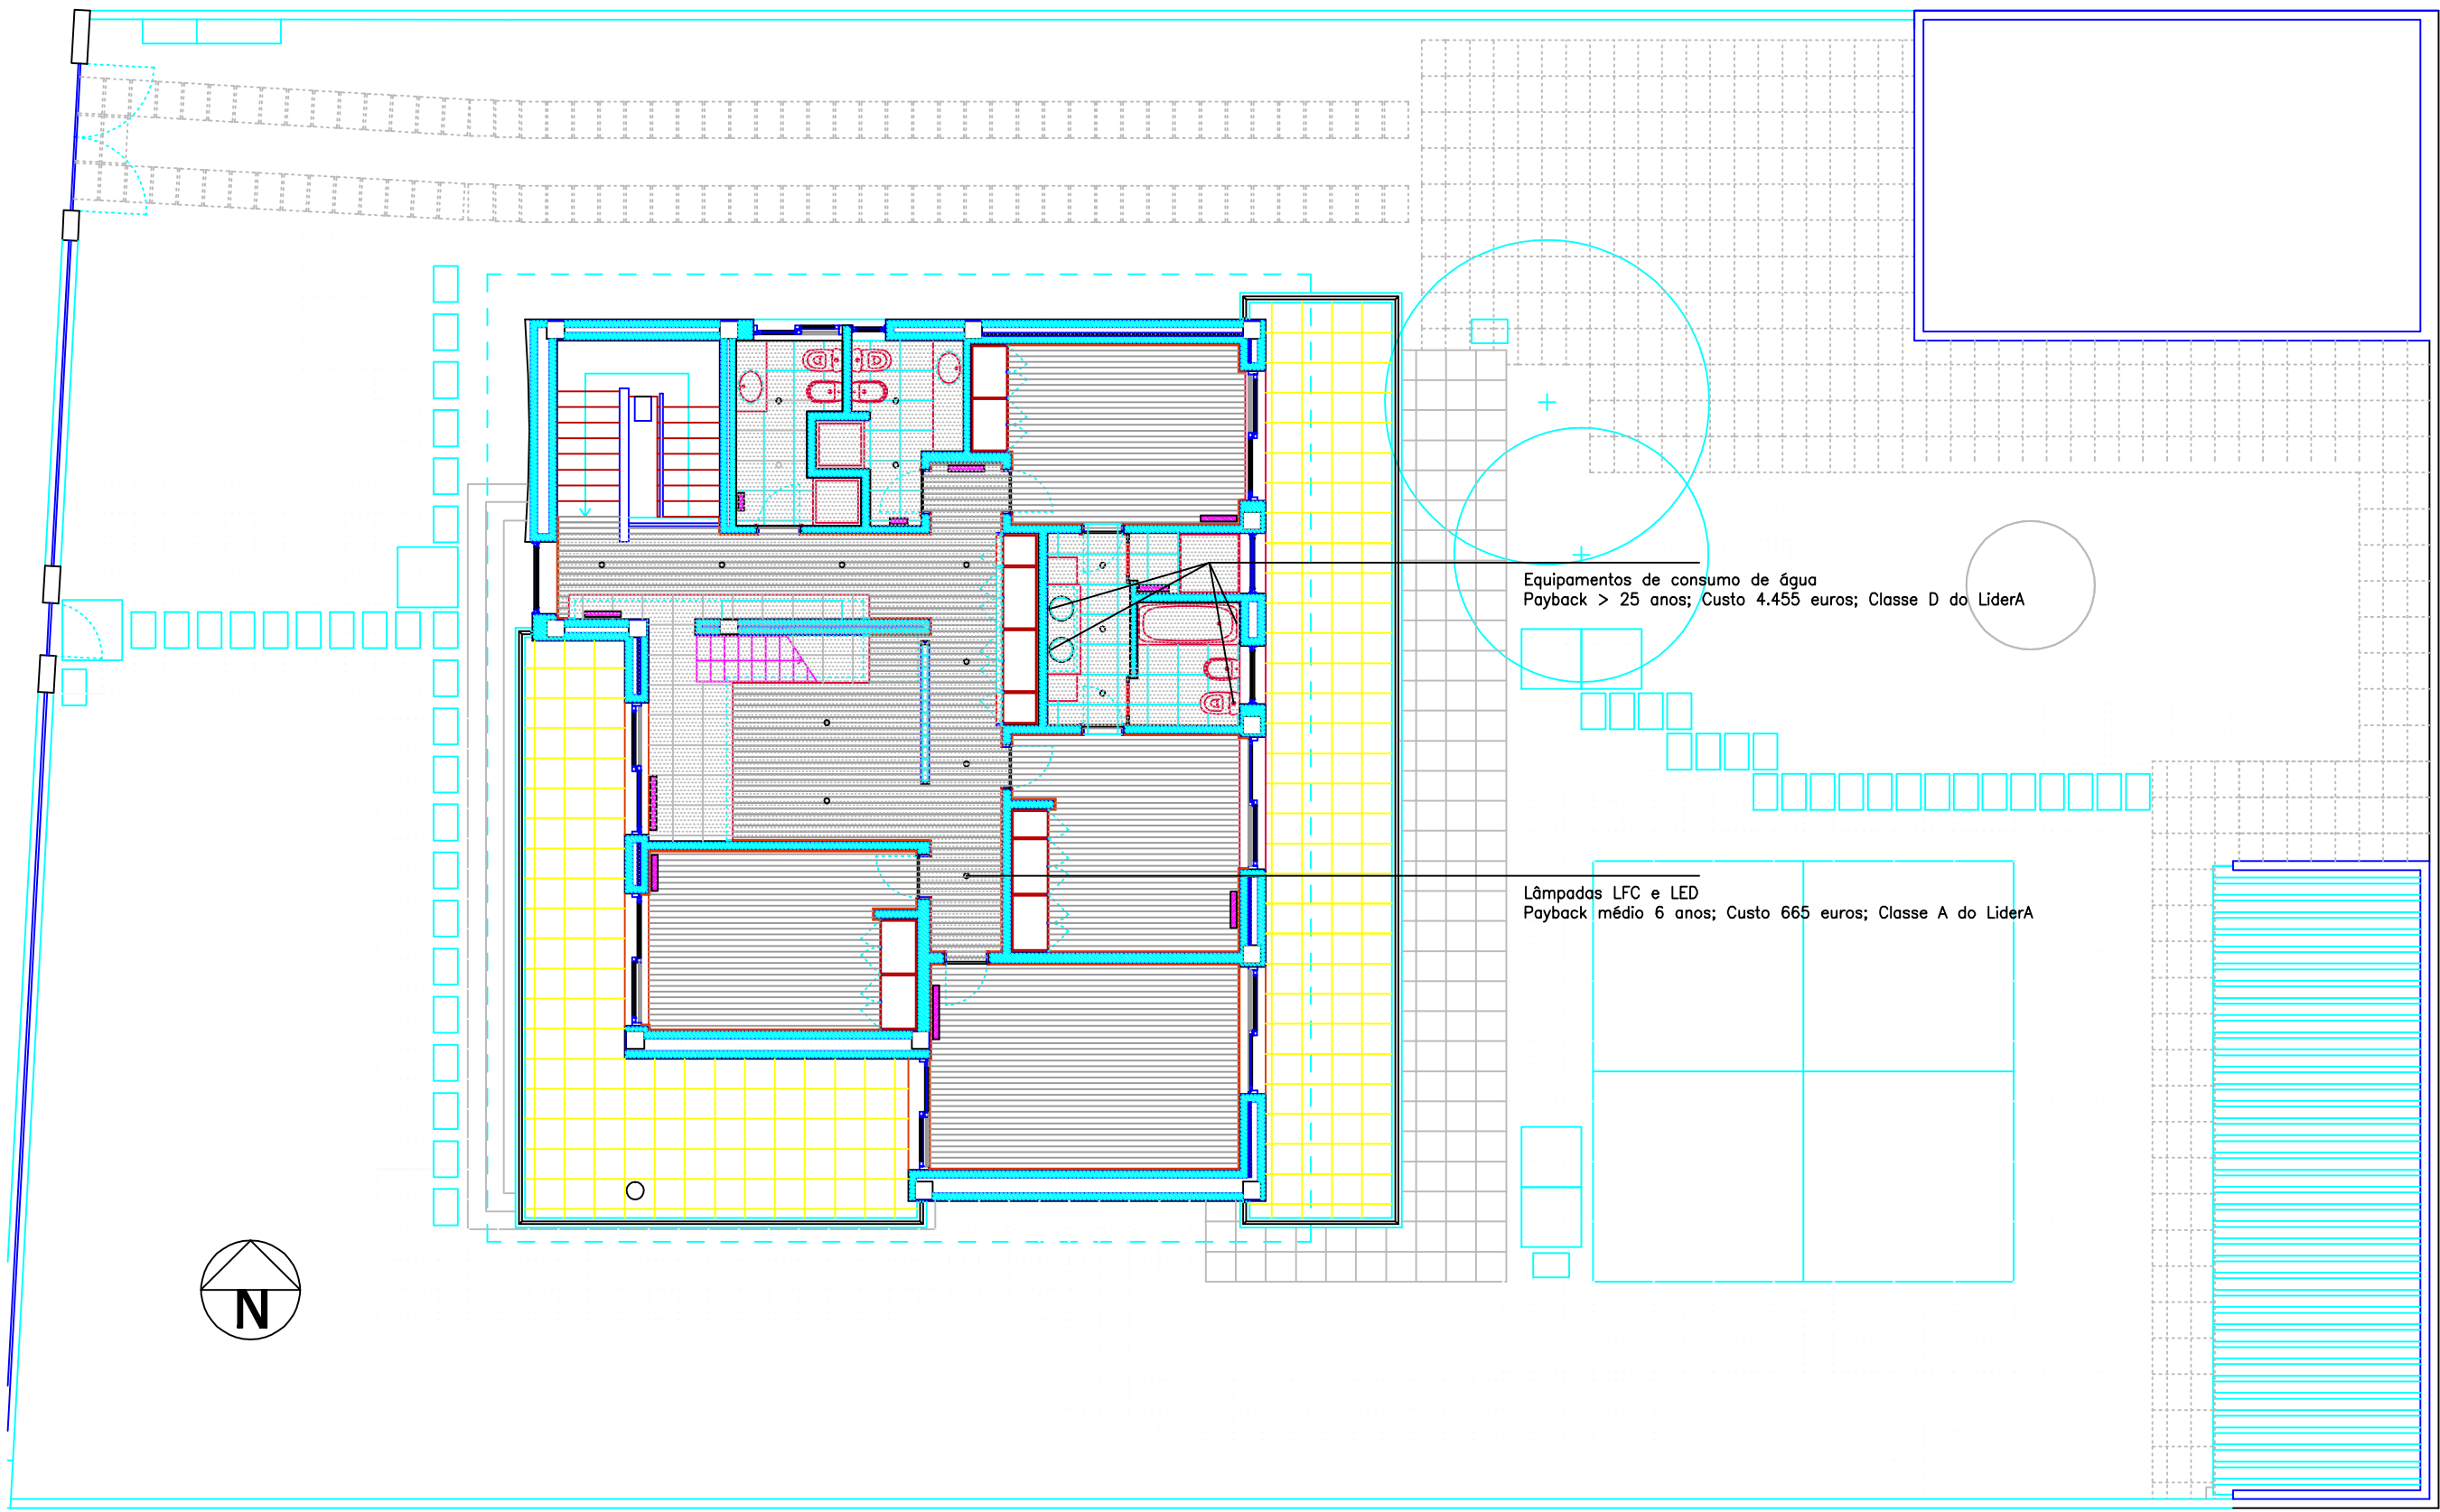 Equipamentos de consumo de água
Payback > 25 anos; Custo 4.455 euros; Classe D do LiderA
Lâmpadas LFC e LED
Payback médio 6 anos; Custo 665 euros; Classe A do LiderA
N